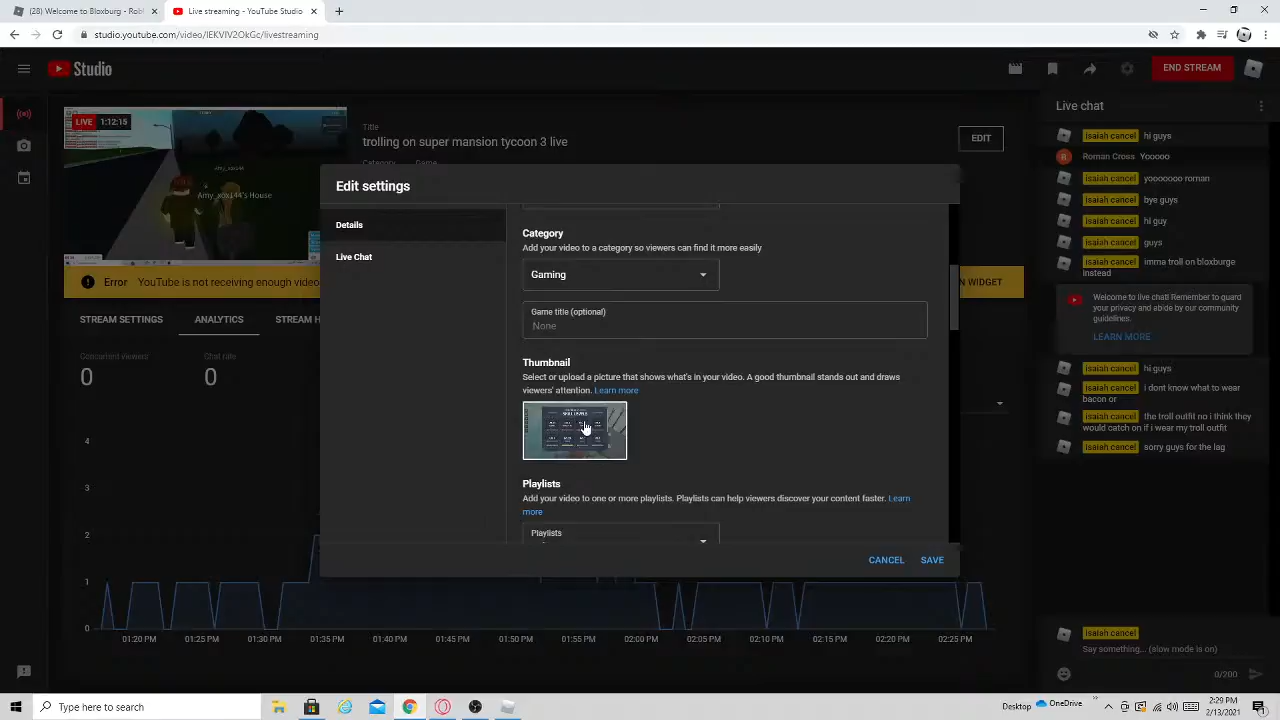 (28) Welcome to Bloxburg - Robl
Live streaming - YouTube Studio
studio.youtube.com/video/IEKVIV2OkGc/livestreaming
Studio
END STREAM
LIVE 1:12:15
Amy_xox144
Amy_xox144's House
Title
trolling on super mansion tycoon 3 live
Category
Game
EDIT
Error
YouTube is not receiving enough video
N WIDGET
STREAM SETTINGS
ANALYTICS
STREAM H
Concurrent viewers
Chat rate
0
0
4
3
2
1
0
01:20 PM
01:25 PM
01:30 PM
01:35 PM
01:40 PM
01:45 PM
01:50 PM
01:55 PM
02:00 PM
02:05 PM
02:10 PM
02:15 PM
02:20 PM
02:25 PM
Edit settings
Details
Live Chat
Category
Add your video to a category so viewers can find it more easily
Gaming
Game title (optional)
None
Thumbnail
Select or upload a picture that shows what's in your video. A good thumbnail stands out and draws
viewers' attention. Learn more
SKILL LEVELS
Playlists
Add your video to one or more playlists. Playlists can help viewers discover your content faster. Learn
more
Playlists
CANCEL
SAVE
Live chat
isaiah cancel hi guys
R Roman Cross Yooooo
isaiah cancel yooooooo roman
isaiah cancel bye guys
isaiah cancel hi guy
isaiah cancel guys
isaiah cancel imma troll on bloxburge
instead
Welcome to live chat! Remember to guard
your privacy and abide by our community
guidelines.
LEARN MORE
isaiah cancel hi guys
isaiah cancel i dont know what to wear
bacon or
isaiah cancel the troll outfit no i think they
would catch on if i wear my troll outfit
isaiah cancel sorry guys for the lag
isaiah cancel
Say something... (slow mode is on)
0/200
Type here to search
Desktop
OneDrive
2:29 PM
2/13/2021
1